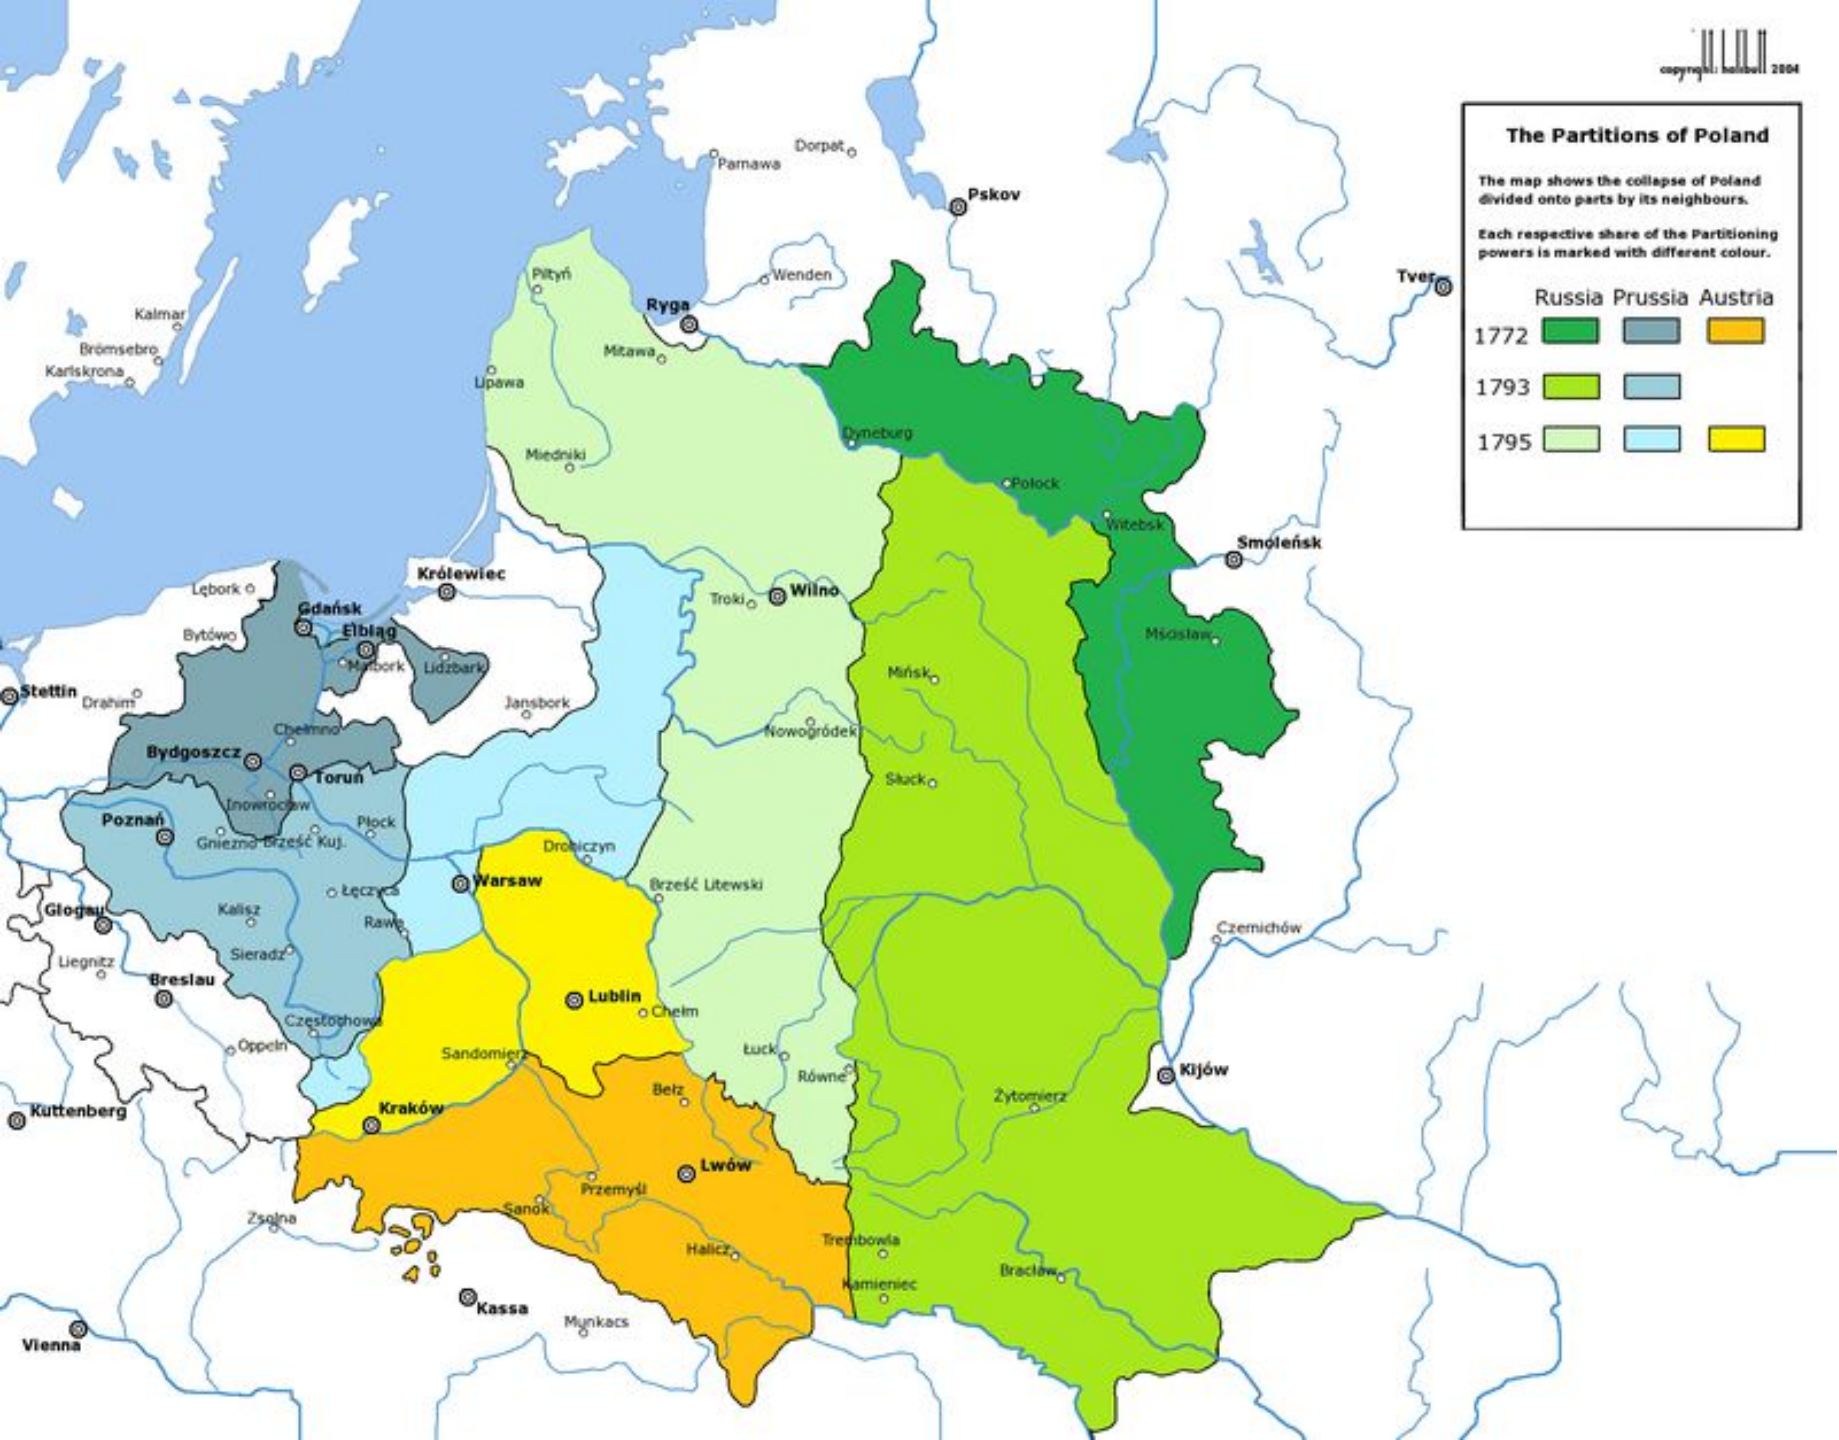 copyright: halibutt 2004
The Partitions of Poland
The map shows the collapse of Poland
divided onto parts by its neighbours.
Each respective share of the Partitioning
powers is marked with different colour.
Russia Prussia Austria
1772
1793
1795
Dorpat
Parnawa
Pskov
Wenden
Piltyń
Tver
Ryga
Kalmar
Brömsebro
Mitawa
Karlskrona
Lipawa
Dyneburg
Miedniki
Połock
Witebsk
Smoleńsk
Królewiec
Lębork
Wilno
Troki
Gdańsk
Elbląg
Bytów
Mścisław
Malbork
Lidzbark
Mińsk
Stettin
Drahim
Jansbork
Chełmno
Nowogródek
Bydgoszcz
Toruń
Słuck
Inowrocław
Poznań
Płock
Gniezno
Brześć Kuj.
Drohiczyn
Warsaw
Brześć Litewski
Łęczyca
Glogau
Kalisz
Rawa
Czernichów
Sieradz
Liegnitz
Breslau
Lublin
Chełm
Częstochowa
Oppeln
Sandomierz
Łuck
Równe
Kijów
Bełz
Żytomierz
Kuttenberg
Kraków
Lwów
Przemyśl
Sanok
Zsolna
Halicz
Trembowla
Bracław
Kamieniec
Kassa
Munkacs
Vienna